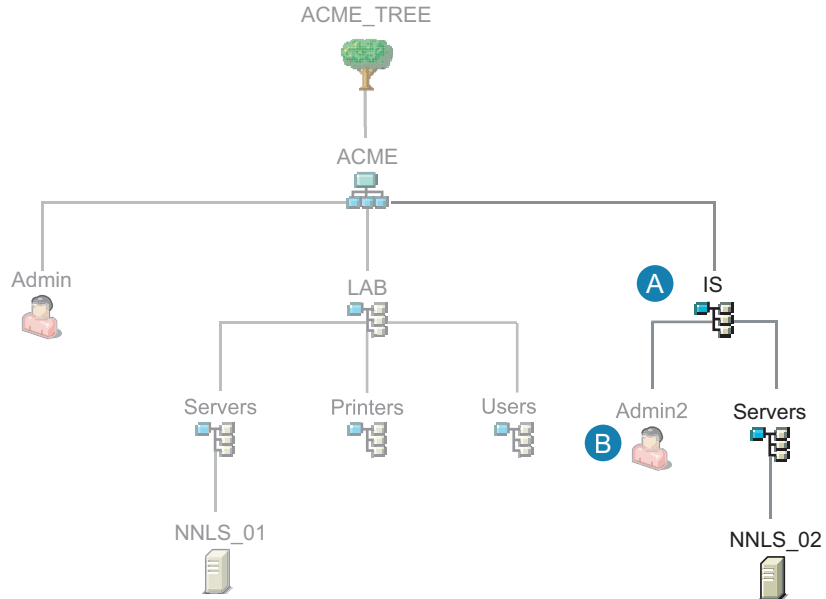 ACME_TREE
ACME
Admin
LAB
A
IS
Servers
Printers
Users
B
Admin2
Servers
NNLS_01
NNLS_02